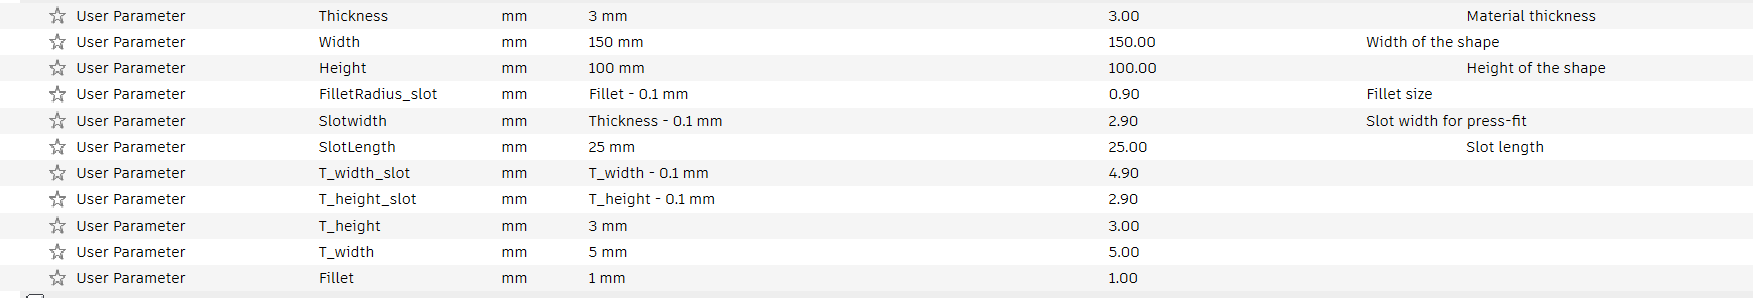 User Parameter Thickness mm 3 mm 3.00 Material thickness
User Parameter Width mm 150 mm 150.00 Width of the shape
User Parameter Height mm 100 mm 100.00 Height of the shape
User Parameter FilletRadius_slot mm Fillet - 0.1 mm 0.90 Fillet size
User Parameter Slotwidth mm Thickness - 0.1 mm 2.90 Slot width for press-fit
User Parameter SlotLength mm 25 mm 25.00 Slot length
User Parameter T_width_slot mm T_width - 0.1 mm 4.90
User Parameter T_height_slot mm T_height - 0.1 mm 2.90
User Parameter T_height mm 3 mm 3.00
User Parameter T_width mm 5 mm 5.00
User Parameter Fillet mm 1 mm 1.00